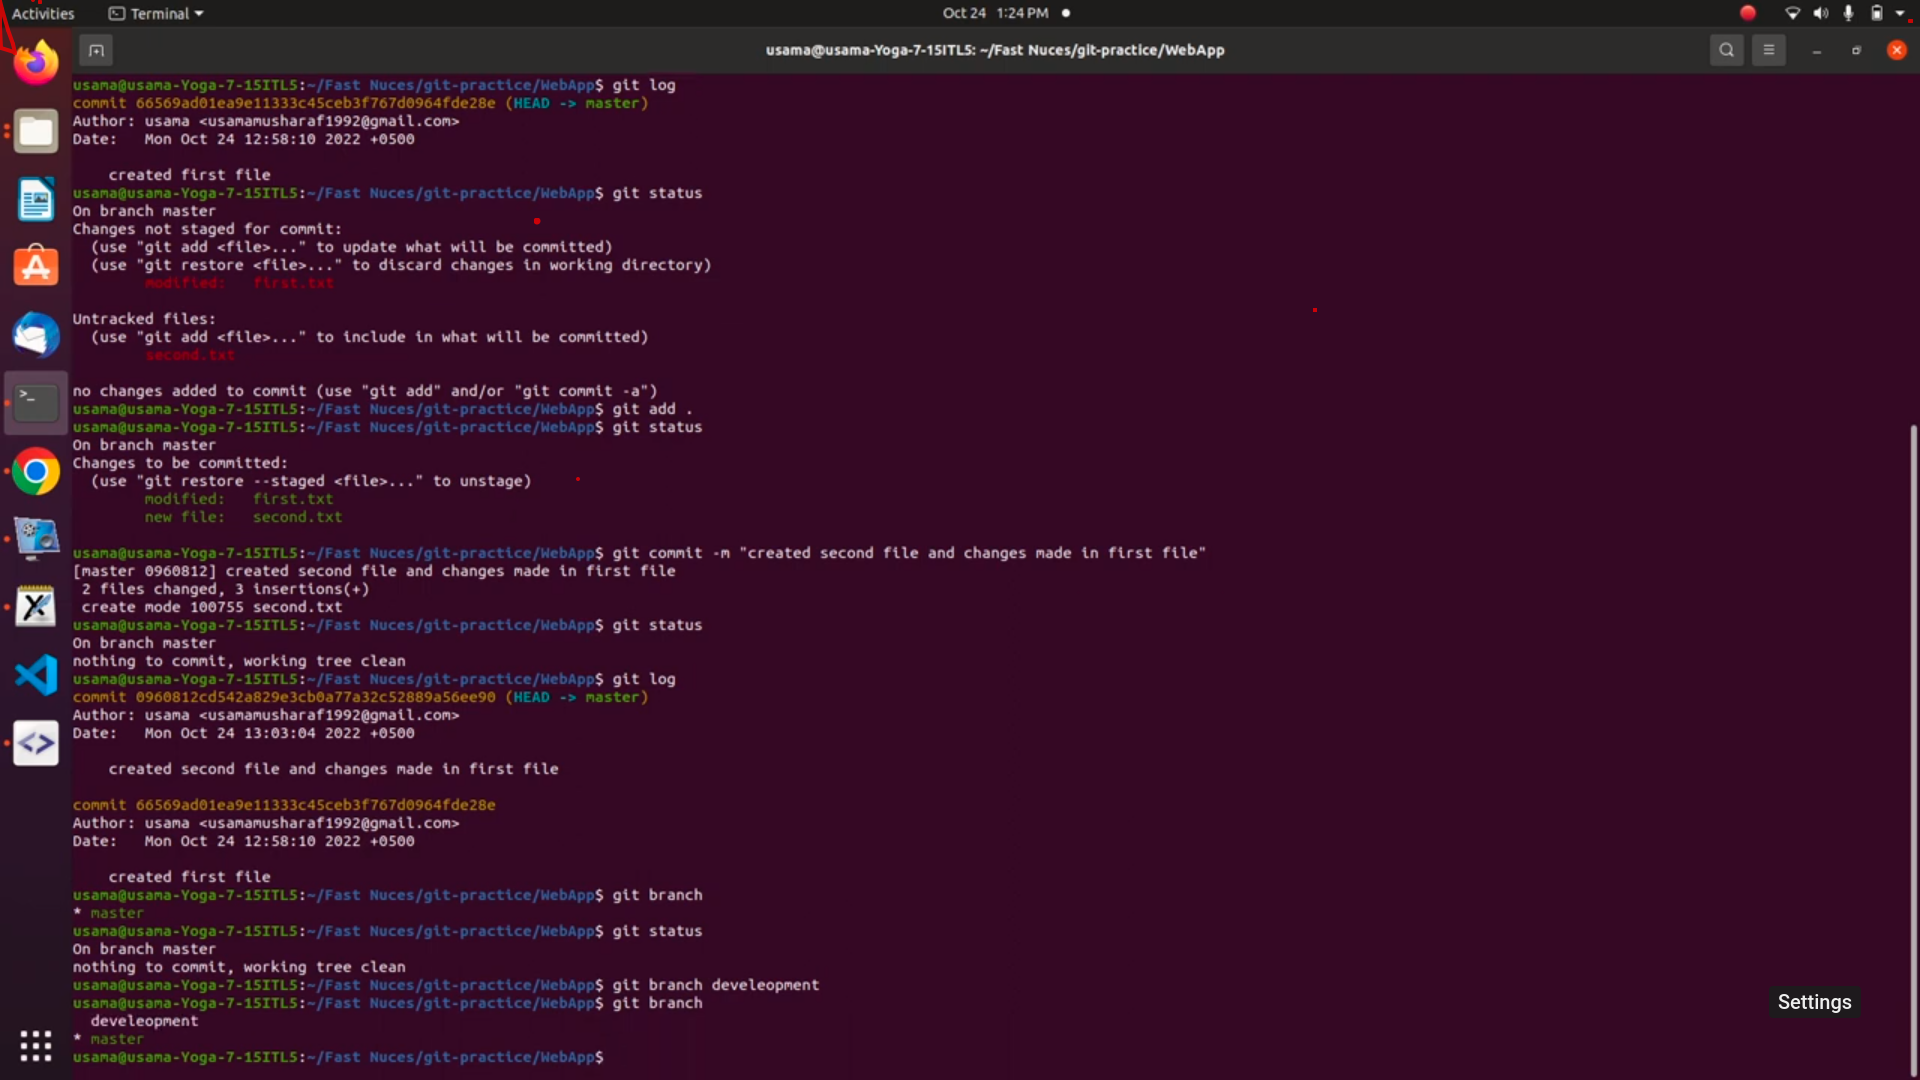 Activities
Terminal
Oct 24 1:24 PM
usama@usama-Yoga-7-15ITL5: ~/Fast Nuces/git-practice/WebApp
usama@usama-Yoga-7-15ITL5:~/Fast Nuces/git-practice/WebApp$ git log
commit 66569ad01ea9e11333c45ceb3f767d0964fde28e (HEAD -> master)
Author: usama <usamamusharaf1992@gmail.com>
Date:   Mon Oct 24 12:58:10 2022 +0500
created first file
usama@usama-Yoga-7-15ITL5:~/Fast Nuces/git-practice/WebApp$ git status
On branch master
Changes not staged for commit:
(use "git add <file>..." to update what will be committed)
(use "git restore <file>..." to discard changes in working directory)
modified:   first.txt
Untracked files:
(use "git add <file>..." to include in what will be committed)
second.txt
no changes added to commit (use "git add" and/or "git commit -a")
usama@usama-Yoga-7-15ITL5:~/Fast Nuces/git-practice/WebApp$ git add .
usama@usama-Yoga-7-15ITL5:~/Fast Nuces/git-practice/WebApp$ git status
On branch master
Changes to be committed:
(use "git restore --staged <file>..." to unstage)
modified:   first.txt
new file:   second.txt
usama@usama-Yoga-7-15ITL5:~/Fast Nuces/git-practice/WebApp$ git commit -m "created second file and changes made in first file"
[master 0960812] created second file and changes made in first file
2 files changed, 3 insertions(+)
create mode 100755 second.txt
usama@usama-Yoga-7-15ITL5:~/Fast Nuces/git-practice/WebApp$ git status
On branch master
nothing to commit, working tree clean
usama@usama-Yoga-7-15ITL5:~/Fast Nuces/git-practice/WebApp$ git log
commit 0960812cd542a829e3cb0a77a32c52889a56ee90 (HEAD -> master)
Author: usama <usamamusharaf1992@gmail.com>
Date:   Mon Oct 24 13:03:04 2022 +0500
created second file and changes made in first file
commit 66569ad01ea9e11333c45ceb3f767d0964fde28e
Author: usama <usamamusharaf1992@gmail.com>
Date:   Mon Oct 24 12:58:10 2022 +0500
created first file
usama@usama-Yoga-7-15ITL5:~/Fast Nuces/git-practice/WebApp$ git branch
* master
usama@usama-Yoga-7-15ITL5:~/Fast Nuces/git-practice/WebApp$ git status
On branch master
nothing to commit, working tree clean
usama@usama-Yoga-7-15ITL5:~/Fast Nuces/git-practice/WebApp$ git branch develeopment
usama@usama-Yoga-7-15ITL5:~/Fast Nuces/git-practice/WebApp$ git branch
develeopment
* master
usama@usama-Yoga-7-15ITL5:~/Fast Nuces/git-practice/WebApp$
Settings